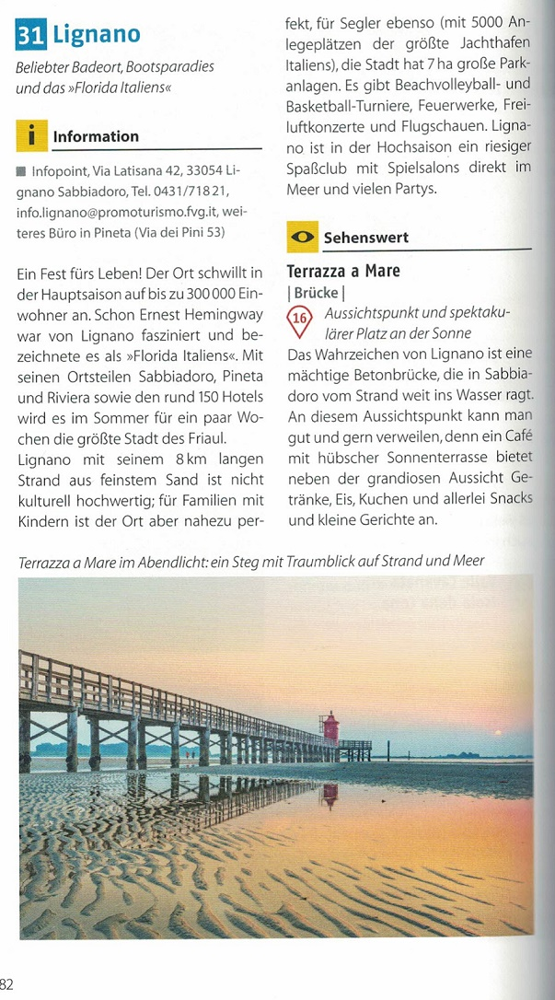 31 Lignano
Beliebter Badeort, Bootsparadies
und das »Florida Italiens«
i Information
Infopoint, Via Latisana 42, 33054 Li-
gnano Sabbiadoro, Tel. 0431/718 21,
info.lignano@promoturismo.fvg.it, wei-
teres Büro in Pineta (Via dei Pini 53)
Ein Fest fürs Leben! Der Ort schwillt in
der Hauptsaison auf bis zu 300 000 Ein-
wohner an. Schon Ernest Hemingway
war von Lignano fasziniert und be-
zeichnete es als »Florida Italiens«. Mit
seinen Ortsteilen Sabbiadoro, Pineta
und Riviera sowie den rund 150 Hotels
wird es im Sommer für ein paar Wo-
chen die größte Stadt des Friaul.
Lignano mit seinem 8 km langen
Strand aus feinstem Sand ist nicht
kulturell hochwertig; für Familien mit
Kindern ist der Ort aber nahezu per-
fekt, für Segler ebenso (mit 5000 An-
legeplätzen der größte Jachthafen
Italiens), die Stadt hat 7 ha große Park-
anlagen. Es gibt Beachvolleyball- und
Basketball-Turniere, Feuerwerke, Frei-
luftkonzerte und Flugschauen. Ligna-
no ist in der Hochsaison ein riesiger
Spaßclub mit Spielsalons direkt im
Meer und vielen Partys.
Sehenswert
Terrazza a Mare
| Brücke |
16 Aussichtspunkt und spektaku-
lärer Platz an der Sonne
Das Wahrzeichen von Lignano ist eine
mächtige Betonbrücke, die in Sabbia-
doro vom Strand weit ins Wasser ragt.
An diesem Aussichtspunkt kann man
gut und gern verweilen, denn ein Café
mit hübscher Sonnenterrasse bietet
neben der grandiosen Aussicht Ge-
tränke, Eis, Kuchen und allerlei Snacks
und kleine Gerichte an.
Terrazza a Mare im Abendlicht: ein Steg mit Traumblick auf Strand und Meer
82